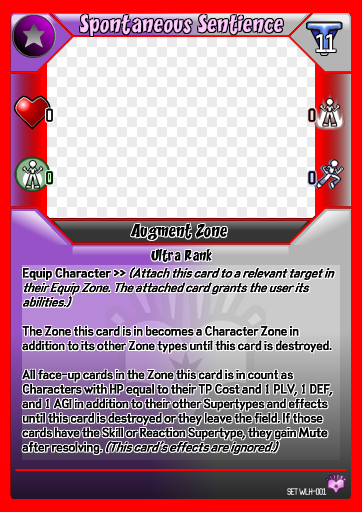 Spontaneous Sentience
11
0
0
0
0
Augment Zone
Ultra Rank
Equip Character >> (Attach this card to a relevant target in
their Equip Zone. The attached card grants the user its
abilities.)
The Zone this card is in becomes a Character Zone in
addition to its other Zone types until this card is destroyed.
All face-up cards in the Zone this card is in count as
Characters with HP equal to their TP Cost and 1 PLV, 1 DEF,
and 1 AGI in addition to their other Supertypes and effects
until this card is destroyed or they leave the field. If those
cards have the Skill or Reaction Supertype, they gain Mute
after resolving. (This card's effects are ignored.)
SET WLH-001